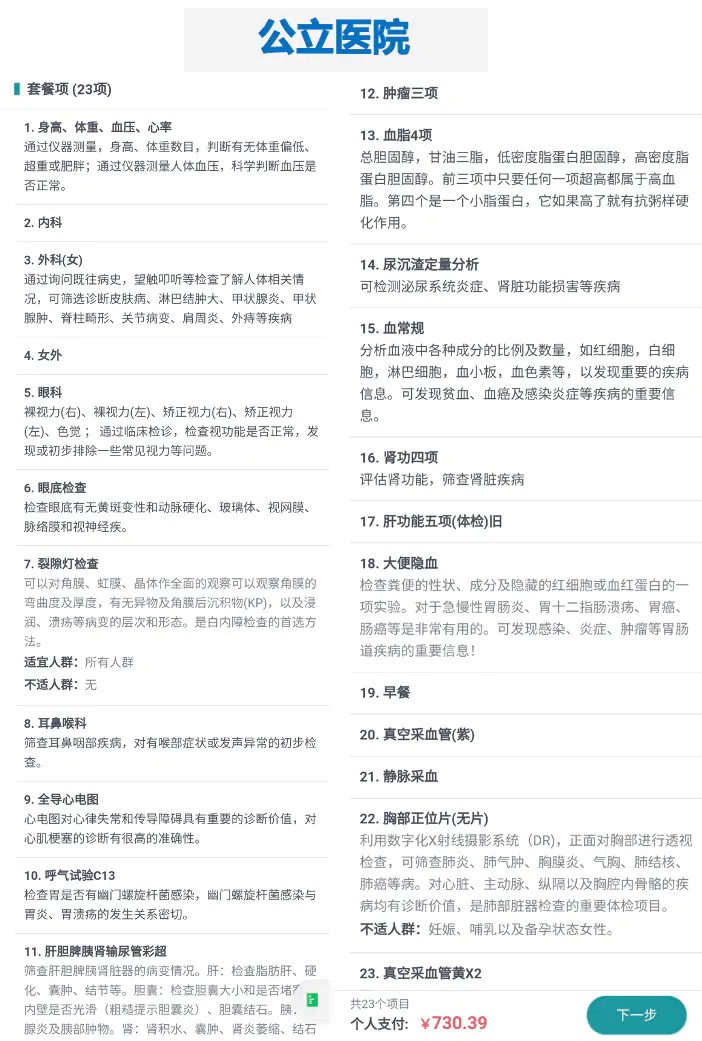 公立医院
套餐项 (23项)
1. 身高、体重、血压、心率
通过仪器测量，身高、体重数目，判断有无体重偏低、
超重或肥胖；通过仪器测量人体血压，科学判断血压是
否正常。
2. 内科
3. 外科(女)
通过询问既往病史，望触叩听等检查了解人体相关情
况，可筛选诊断皮肤病、淋巴结肿大、甲状腺炎、甲状
腺肿、脊柱畸形、关节病变、肩周炎、外痔等疾病
4. 女外
5. 眼科
裸视力(右)、裸视力(左)、矫正视力(右)、矫正视力
(左)、色觉 ； 通过临床检诊，检查视功能是否正常，发
现或初步排除一些常见视力等问题。
6. 眼底检查
检查眼底有无黄斑变性和动脉硬化、玻璃体、视网膜、
脉络膜和视神经疾。
7. 裂隙灯检查
可以对角膜、虹膜、晶体作全面的观察可以观察角膜的
弯曲度及厚度，有无异物及角膜后沉积物(KP)，以及浸
润、溃疡等病变的层次和形态。是白内障检查的首选方
法。
适宜人群：所有人群
不适人群：无
8. 耳鼻喉科
筛查耳鼻咽部疾病，对有喉部症状或发声异常的初步检
查。
9. 全导心电图
心电图对心律失常和传导障碍具有重要的诊断价值，对
心肌梗塞的诊断有很高的准确性。
10. 呼气试验C13
检查胃是否有幽门螺旋杆菌感染，幽门螺旋杆菌感染与
胃炎、胃溃疡的发生关系密切。
11. 肝胆脾胰肾输尿管彩超
筛查肝胆脾胰肾脏器的病变情况。肝：检查脂肪肝、硬
化、囊肿、结节等。胆囊：检查胆囊大小和是否堵
内壁是否光滑（粗糙提示胆囊炎）、胆囊结石。胰：
腺炎及胰部肿物。肾：肾积水、囊肿、肾炎萎缩、结石
12. 肿瘤三项
13. 血脂4项
总胆固醇，甘油三脂，低密度脂蛋白胆固醇，高密度脂
蛋白胆固醇。前三项中只要任何一项超高都属于高血
脂。第四个是一个小脂蛋白，它如果高了就有抗粥样硬
化作用。
14. 尿沉渣定量分析
可检测泌尿系统炎症、肾脏功能损害等疾病
15. 血常规
分析血液中各种成分的比例及数量，如红细胞，白细
胞，淋巴细胞，血小板，血色素等，以发现重要的疾病
信息。可发现贫血、血癌及感染炎症等疾病的重要信
息。
16. 肾功四项
评估肾功能，筛查肾脏疾病
17. 肝功能五项(体检)旧
18. 大便隐血
检查粪便的性状、成分及隐藏的红细胞或血红蛋白的一
项实验。对于急慢性胃肠炎、胃十二指肠溃疡、胃癌、
肠癌等是非常有用的。可发现感染、炎症、肿瘤等胃肠
道疾病的重要信息！
19. 早餐
20. 真空采血管(紫)
21. 静脉采血
22. 胸部正位片(无片)
利用数字化X射线摄影系统（DR)，正面对胸部进行透视
检查，可筛查肺炎、肺气肿、胸膜炎、气胸、肺结核、
肺癌等病。对心脏、主动脉、纵隔以及胸腔内骨骼的疾
病均有诊断价值，是肺部脏器检查的重要体检项目。
不适人群：妊娠、哺乳以及备孕状态女性。
23. 真空采血管黄X2
共23个项目
个人支付：￥730.39
下一步